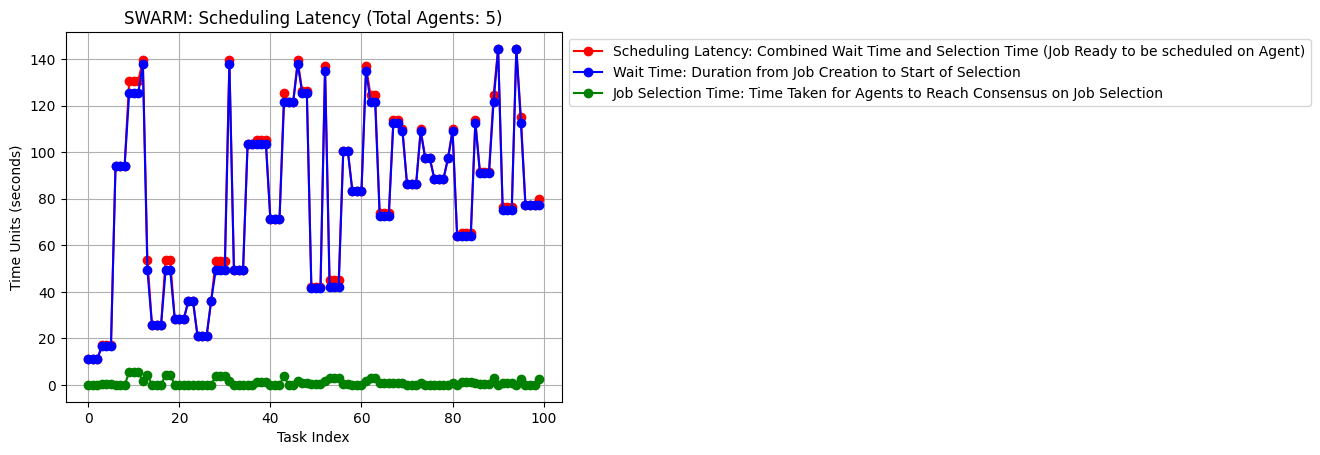 SWARM: Scheduling Latency (Total Agents: 5)
Scheduling Latency: Combined Wait Time and Selection Time (Job Ready to be scheduled on Agent)
Wait Time: Duration from Job Creation to Start of Selection
Job Selection Time: Time Taken for Agents to Reach Consensus on Job Selection
Time Units (seconds)
140
120
100
80
60
40
20
0
0 20 40 60 80 100
Task Index